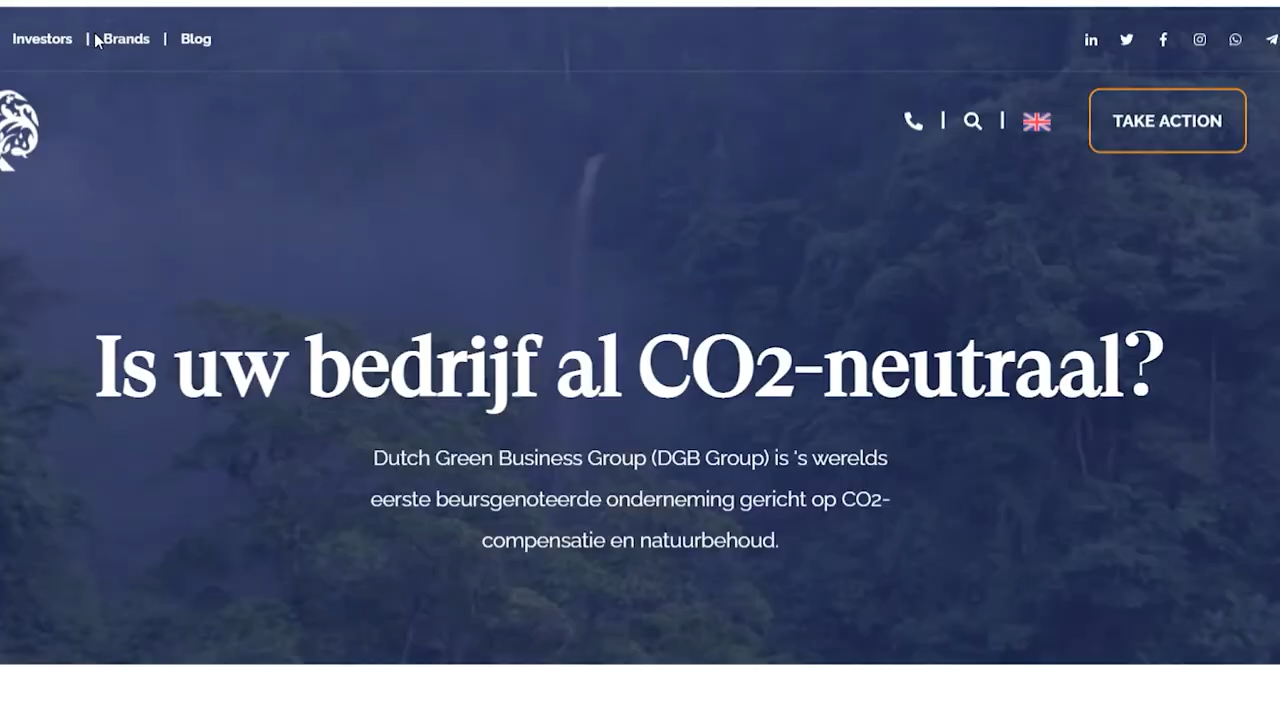 Investors | Brands | Blog
TAKE ACTION
Is uw bedrijf al CO2-neutraal?
Dutch Green Business Group (DGB Group) is 's werelds
eerste beursgenoteerde onderneming gericht op CO2-
compensatie en natuurbehoud.